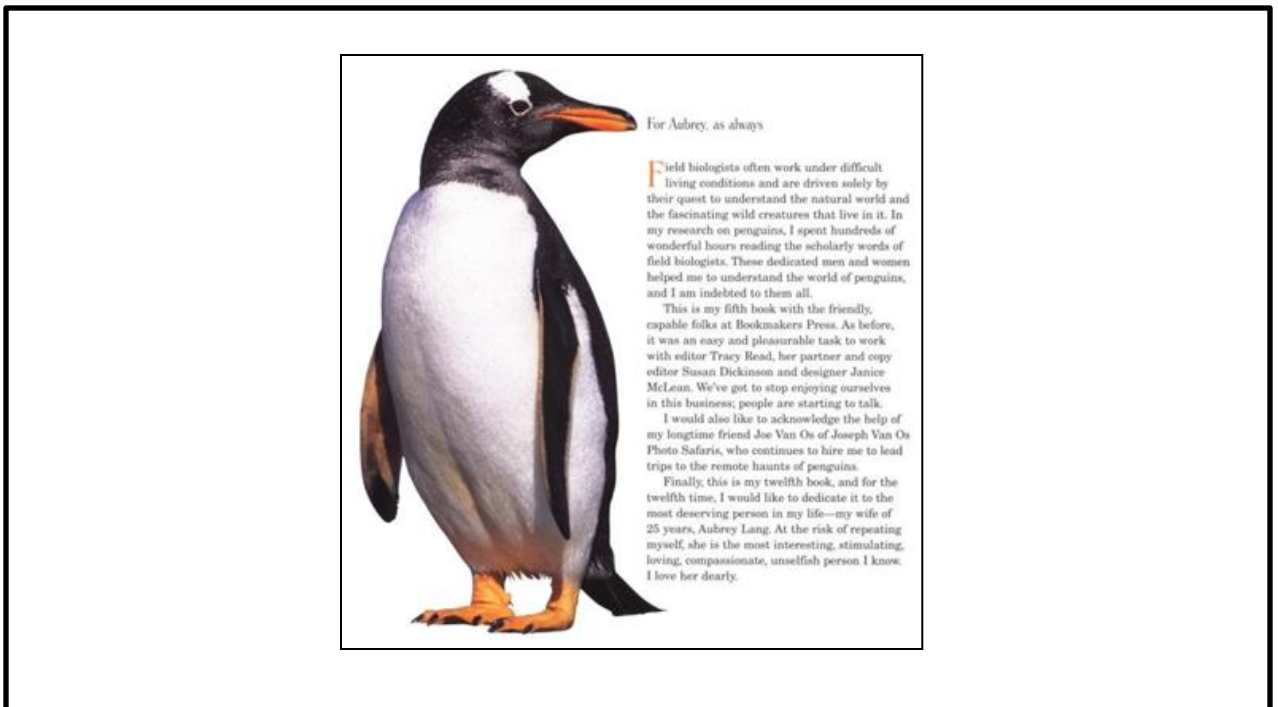 For Aubrey, as always
Field biologists often work under difficult
living conditions and are driven solely by
their quest to understand the natural world and
the fascinating wild creatures that live in it. In
my research on penguins, I spent hundreds of
wonderful hours reading the scholarly words of
field biologists. These dedicated men and women
helped me to understand the world of penguins,
and I am indebted to them all.
This is my fifth book with the friendly,
capable folks at Bookmakers Press. As before,
it was an easy and pleasurable task to work
with editor Tracy Read, her partner and copy
editor Susan Dickinson and designer Janice
McLean. We've got to stop enjoying ourselves
in this business; people are starting to talk.
I would also like to acknowledge the help of
my longtime friend Joe Van Os of Joseph Van Os
Photo Safaris, who continues to hire me to lead
trips to the remote haunts of penguins.
Finally, this is my twelfth book, and for the
twelfth time, I would like to dedicate it to the
most deserving person in my life—my wife of
25 years, Aubrey Lang. At the risk of repeating
myself, she is the most interesting, stimulating,
loving, compassionate, unselfish person I know.
I love her dearly.